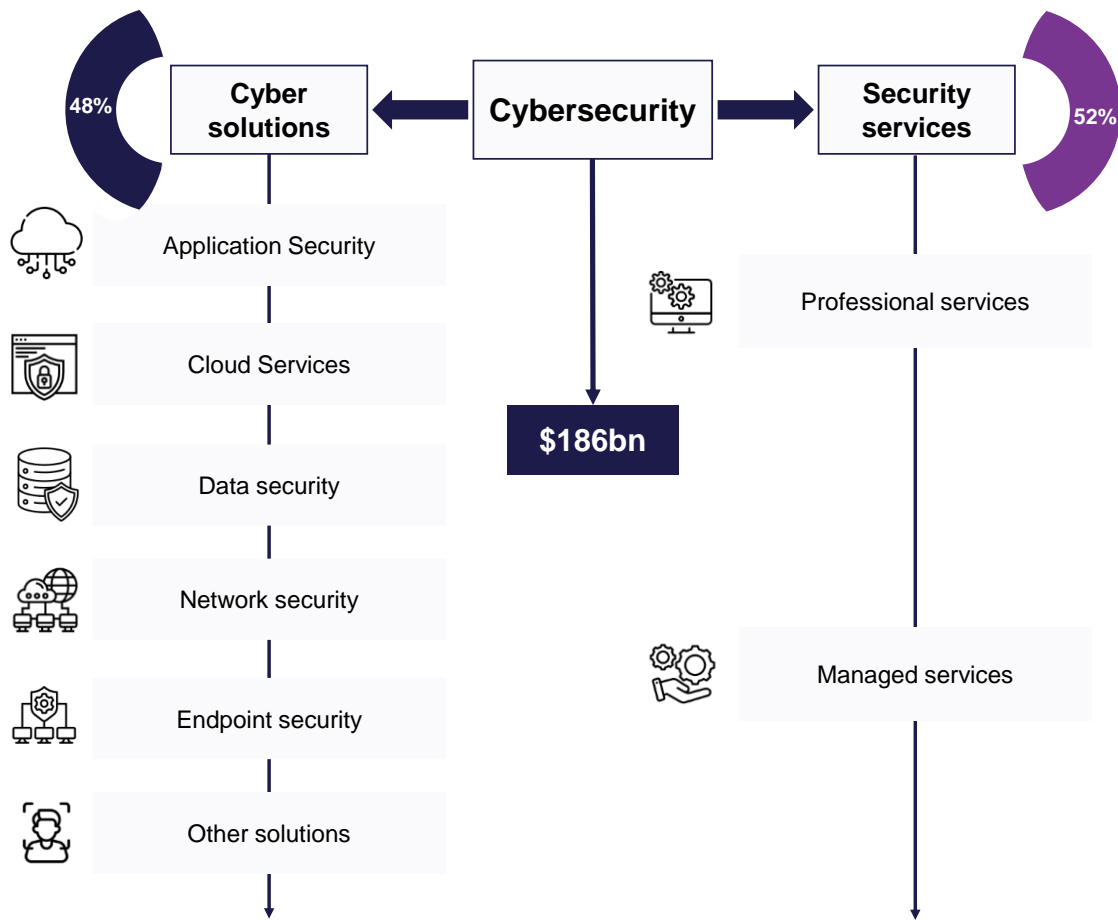 48%
Cyber
solutions
Cybersecurity
Security
services
52%
Application Security
Cloud Services
Data security
Network security
Endpoint security
Other solutions
$186bn
Professional services
Managed services